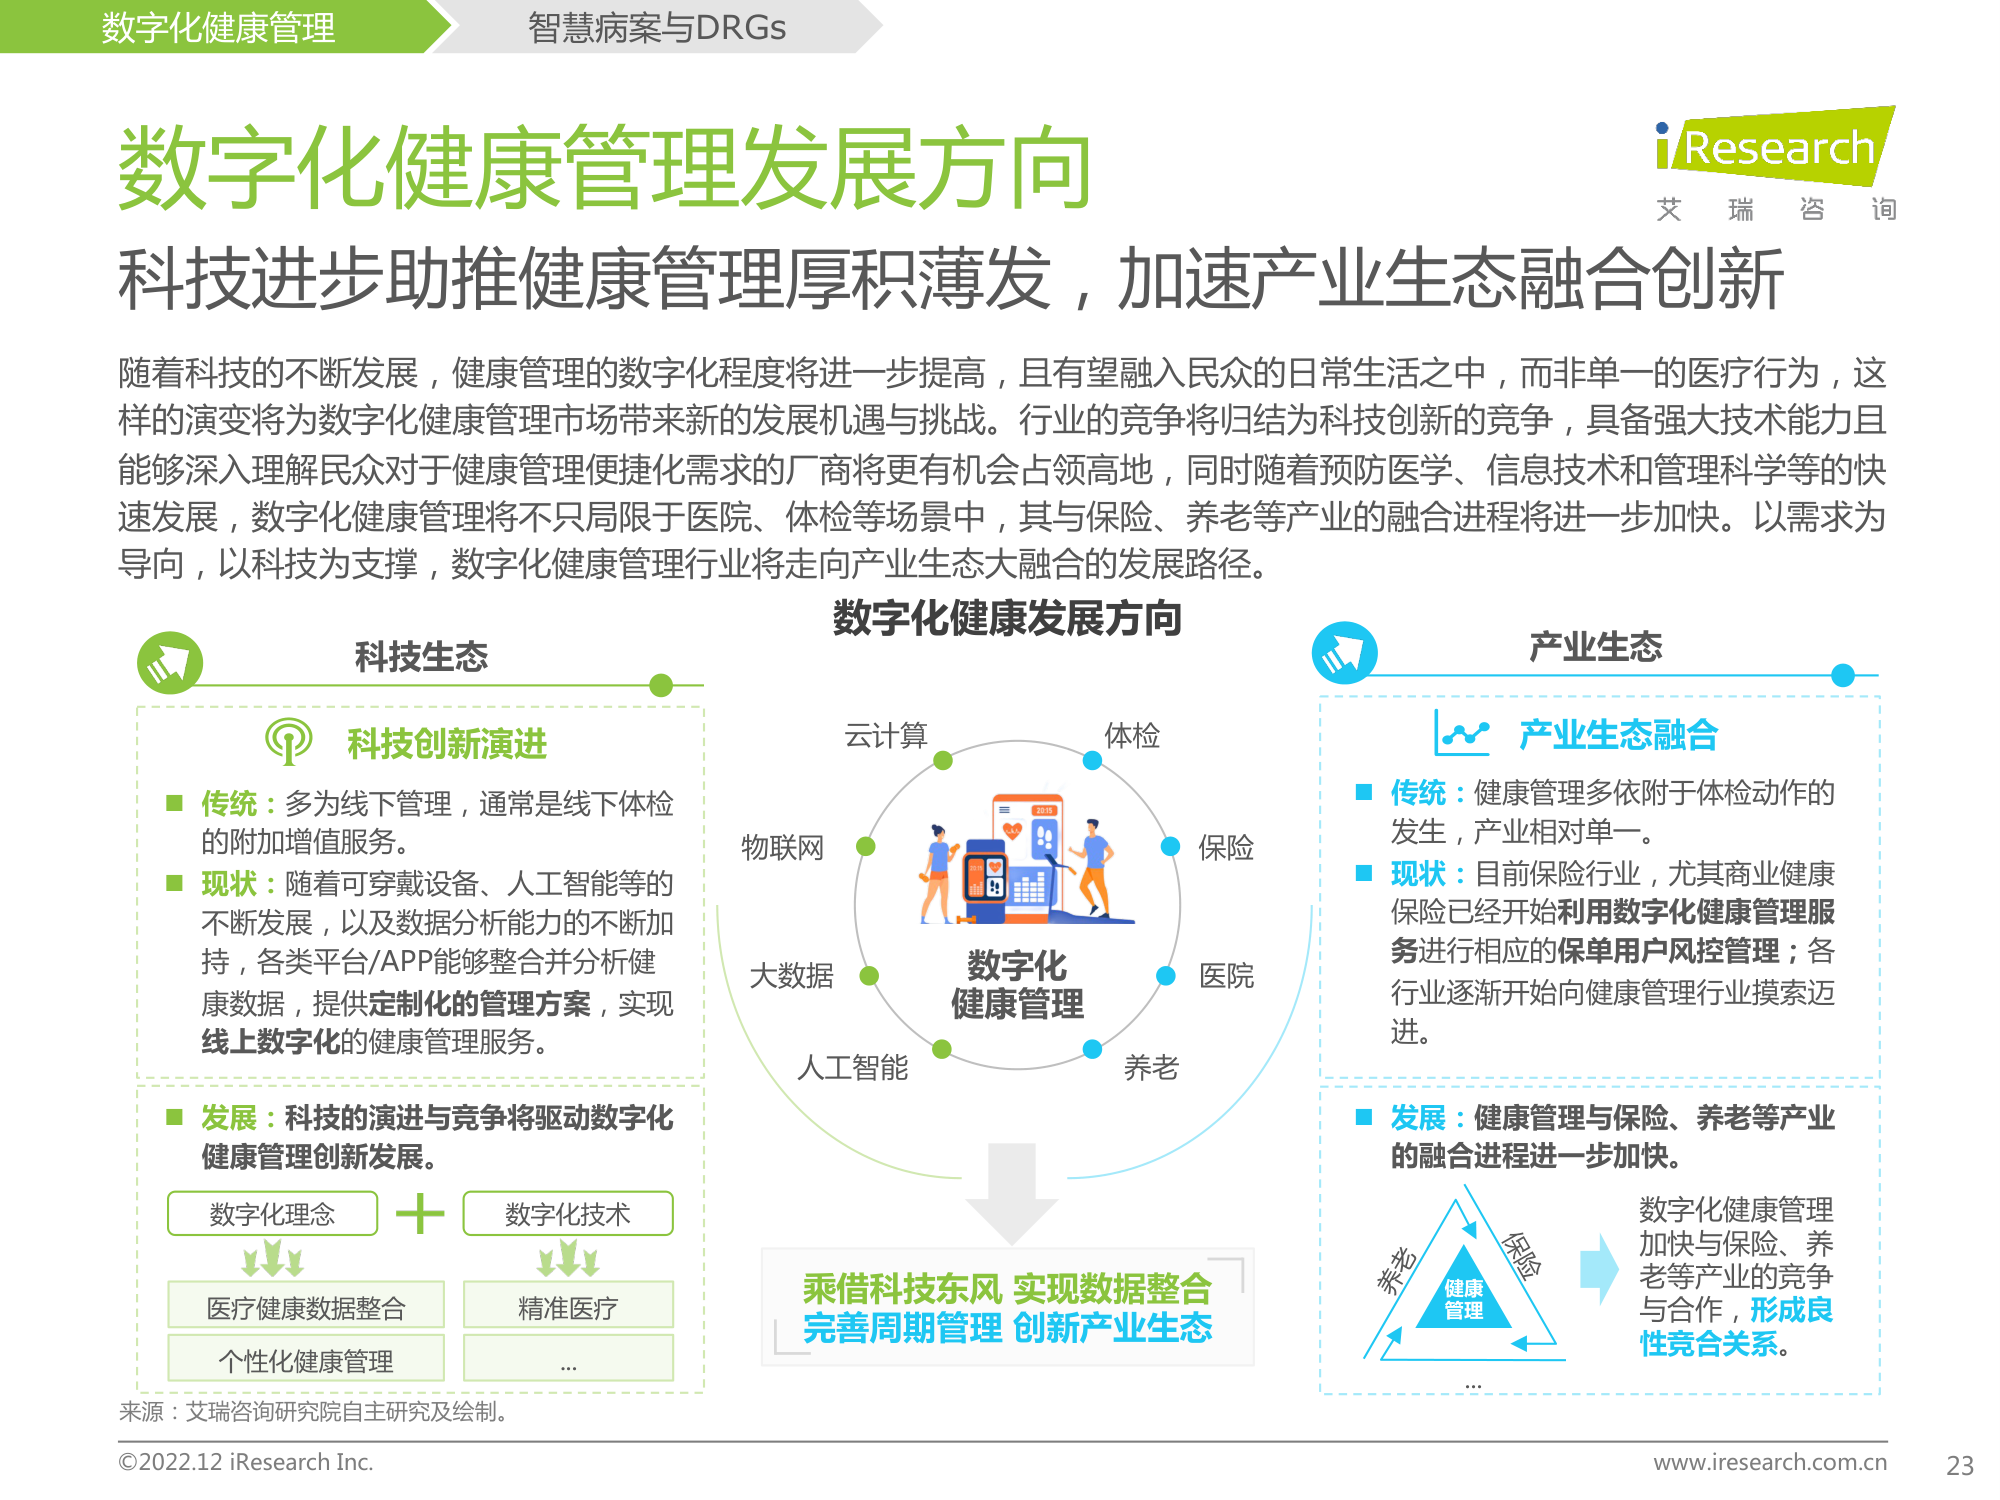 数字化健康管理
智慧病案与DRGs
数字化健康管理发展方向
iResearch
艾瑞咨询
科技进步助推健康管理厚积薄发，加速产业生态融合创新
随着科技的不断发展，健康管理的数字化程度将进一步提高，且有望融入民众的日常生活之中，而非单一的医疗行为，这
样的演变将为数字化健康管理市场带来新的发展机遇与挑战。行业的竞争将归结为科技创新的竞争，具备强大技术能力且
能够深入理解民众对于健康管理便捷化需求的厂商将更有机会占领高地，同时随着预防医学、信息技术和管理科学等的快
速发展，数字化健康管理将不只局限于医院、体检等场景中，其与保险、养老等产业的融合进程将进一步加快。以需求为
导向，以科技为支撑，数字化健康管理行业将走向产业生态大融合的发展路径。
数字化健康发展方向
科技生态
科技创新演进
传统：多为线下管理，通常是线下体检
的附加增值服务。
现状：随着可穿戴设备、人工智能等的
不断发展，以及数据分析能力的不断加
持，各类平台/APP能够整合并分析健
康数据，提供定制化的管理方案，实现
线上数字化的健康管理服务。
发展：科技的演进与竞争将驱动数字化
健康管理创新发展。
数字化理念
数字化技术
医疗健康数据整合
精准医疗
个性化健康管理
...
云计算
体检
物联网
保险
大数据
医院
人工智能
养老
20:15
数字化
健康管理
乘借科技东风 实现数据整合
完善周期管理 创新产业生态
产业生态
产业生态融合
传统：健康管理多依附于体检动作的
发生，产业相对单一。
现状：目前保险行业，尤其商业健康
保险已经开始利用数字化健康管理服
务进行相应的保单用户风控管理；各
行业逐渐开始向健康管理行业摸索迈
进。
发展：健康管理与保险、养老等产业
的融合进程进一步加快。
养老
保险
健康
管理
...
数字化健康管理
加快与保险、养
老等产业的竞争
与合作，形成良
性竞合关系。
来源：艾瑞咨询研究院自主研究及绘制。
©2022.12 iResearch Inc.
www.iresearch.com.cn
23